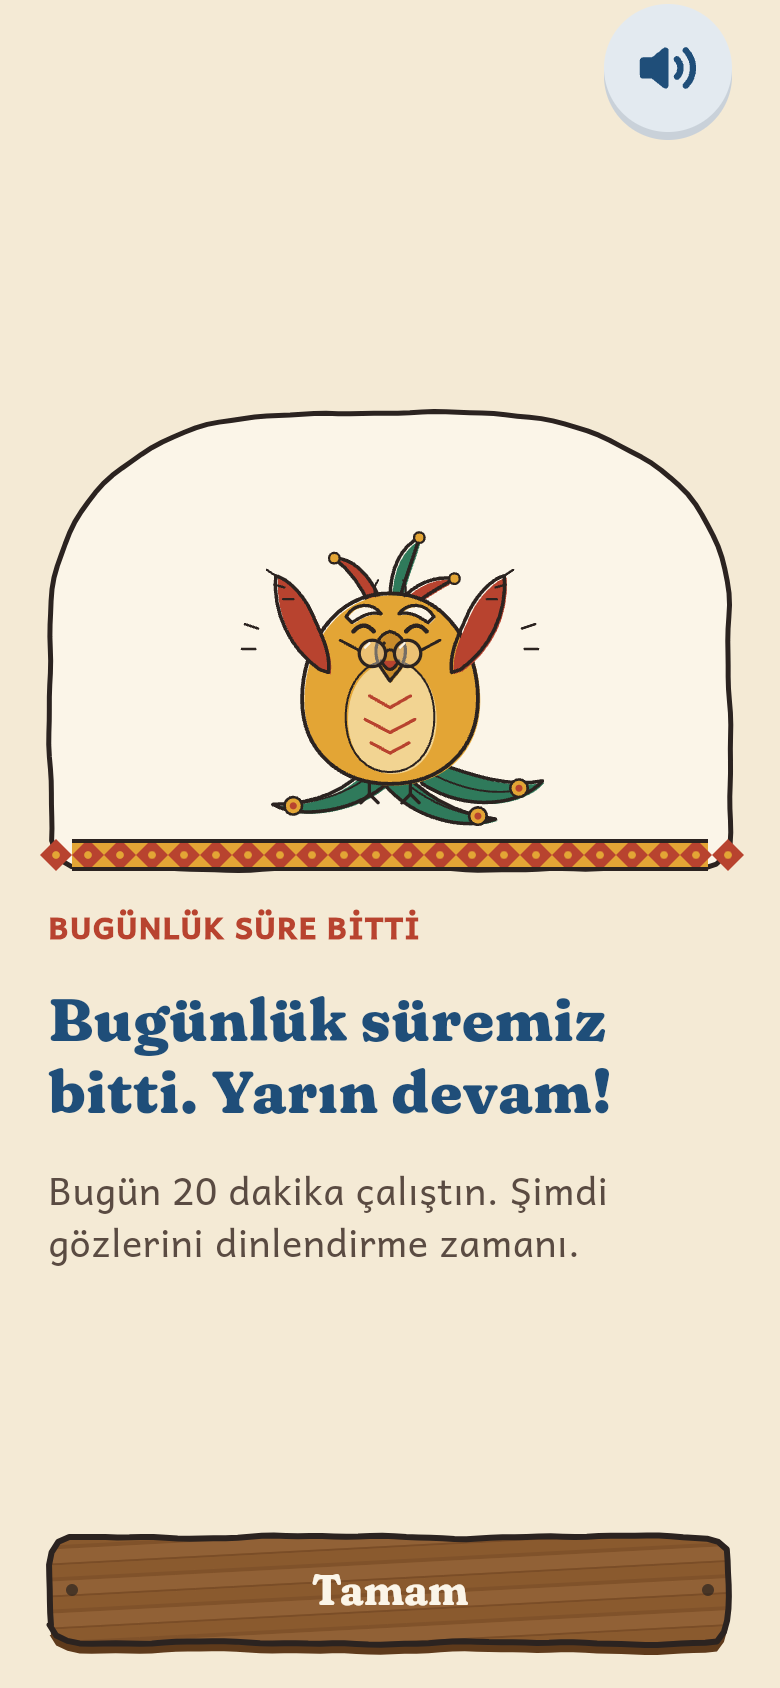 BUGÜNLÜK SÜRE BİTTİ
Bugünlük süremiz
bitti. Yarın devam!
Bugün 20 dakika çalıştın. Şimdi
gözlerini dinlendirme zamanı.
Tamam